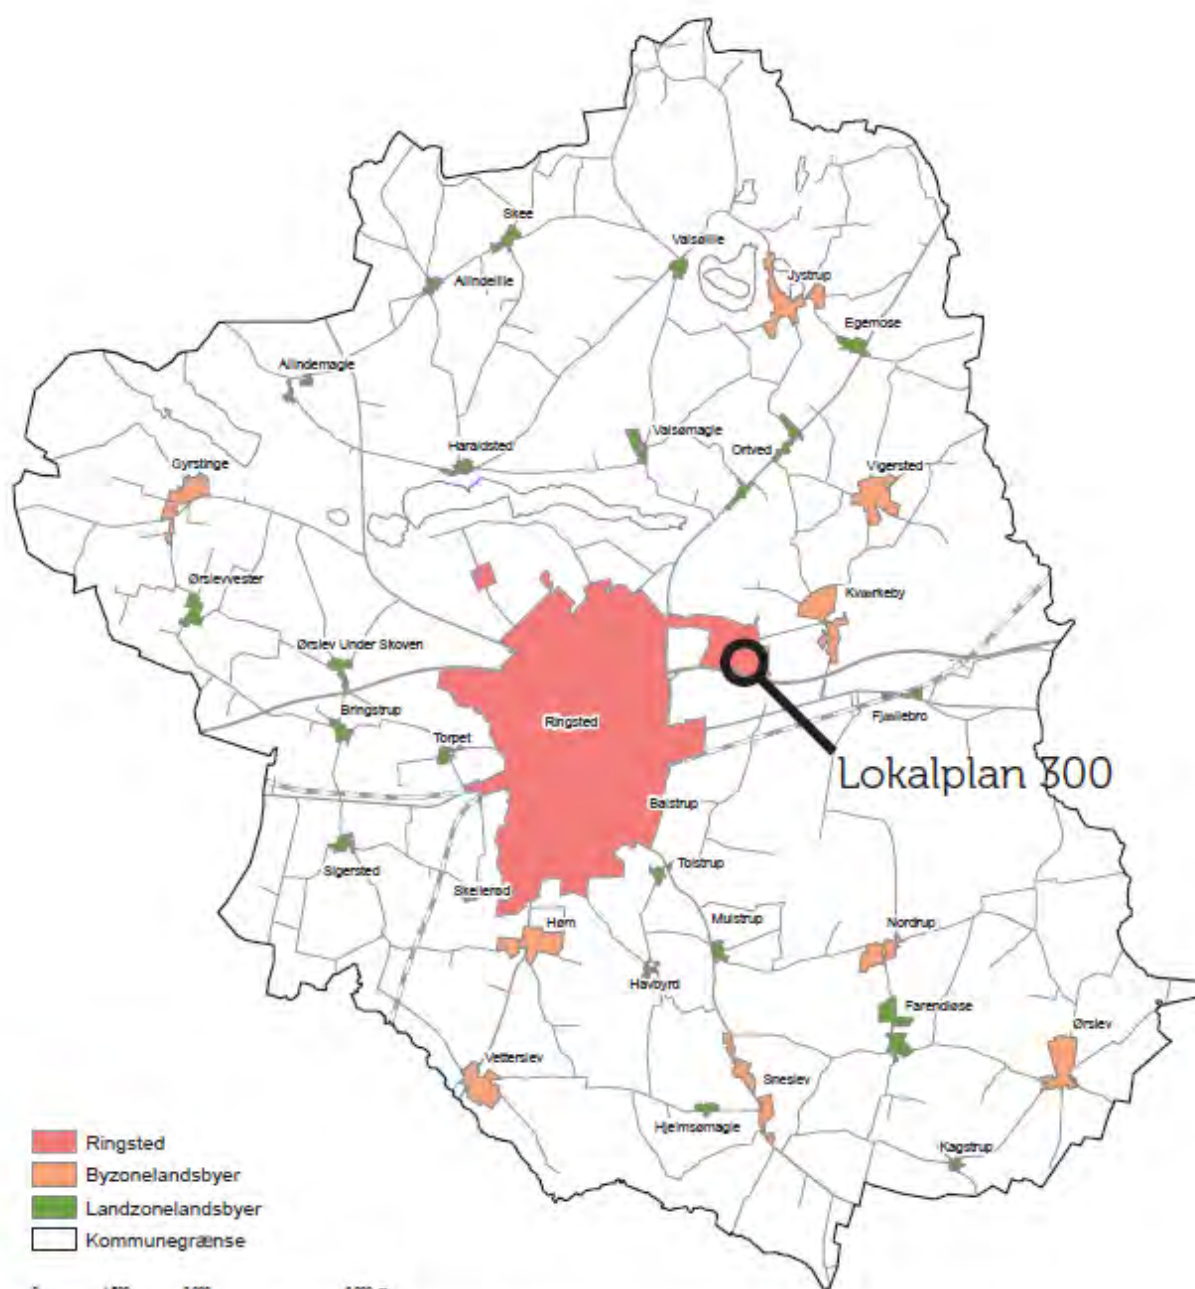 Skee
Valsølille
Allindelille
Jystrup
Egemose
Allindemagle
Valsømagle
Haraldsted
Ortved
Gyrstinge
Vigersted
Ørslevvester
Kværkeby
Ørslev Under Skoven
Bringstrup
Ringsted
Fjællebro
Torpet
Lokalplan 300
Balstrup
Sigersted
Tolstrup
Skellerød
Mulstrup
Nordrup
Høm
Havbyrd
Farendløse
Ørslev
Vetterslev
Sneslev
Hjelmsømagle
Kagstrup
Ringsted
Byzonelandsbyer
Landzonelandsbyer
Kommunegrænse